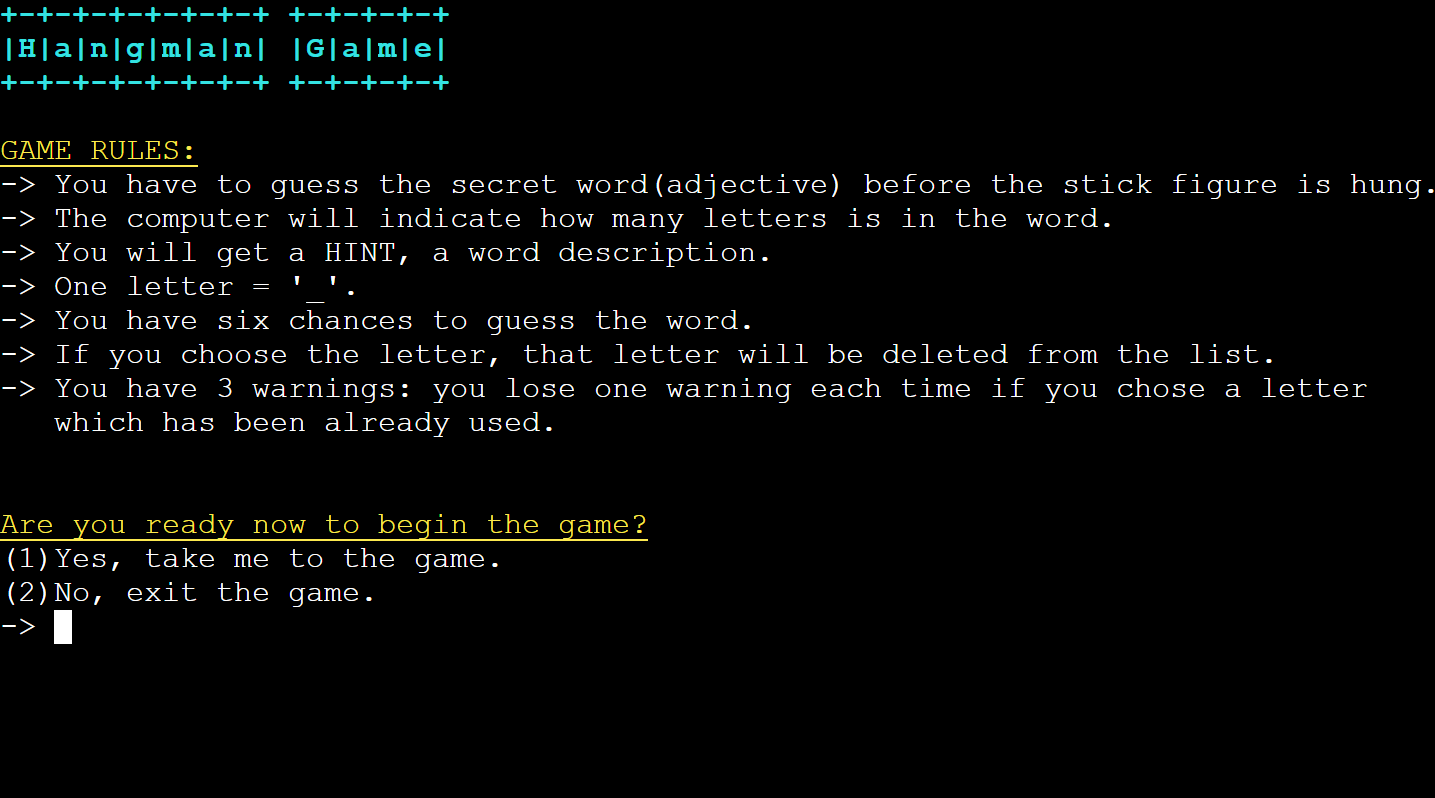 +-+-+-+-+-+-+-+ +-+-+-+-+
|H|a|n|g|m|a|n| |G|a|m|e|
+-+-+-+-+-+-+-+ +-+-+-+-+
GAME RULES:
-> You have to guess the secret word(adjective) before the stick figure is hung.
-> The computer will indicate how many letters is in the word.
-> You will get a HINT, a word description.
-> One letter = '_'.
-> You have six chances to guess the word.
-> If you choose the letter, that letter will be deleted from the list.
-> You have 3 warnings: you lose one warning each time if you chose a letter
which has been already used.
Are you ready now to begin the game?
(1)Yes, take me to the game.
(2)No, exit the game.
->